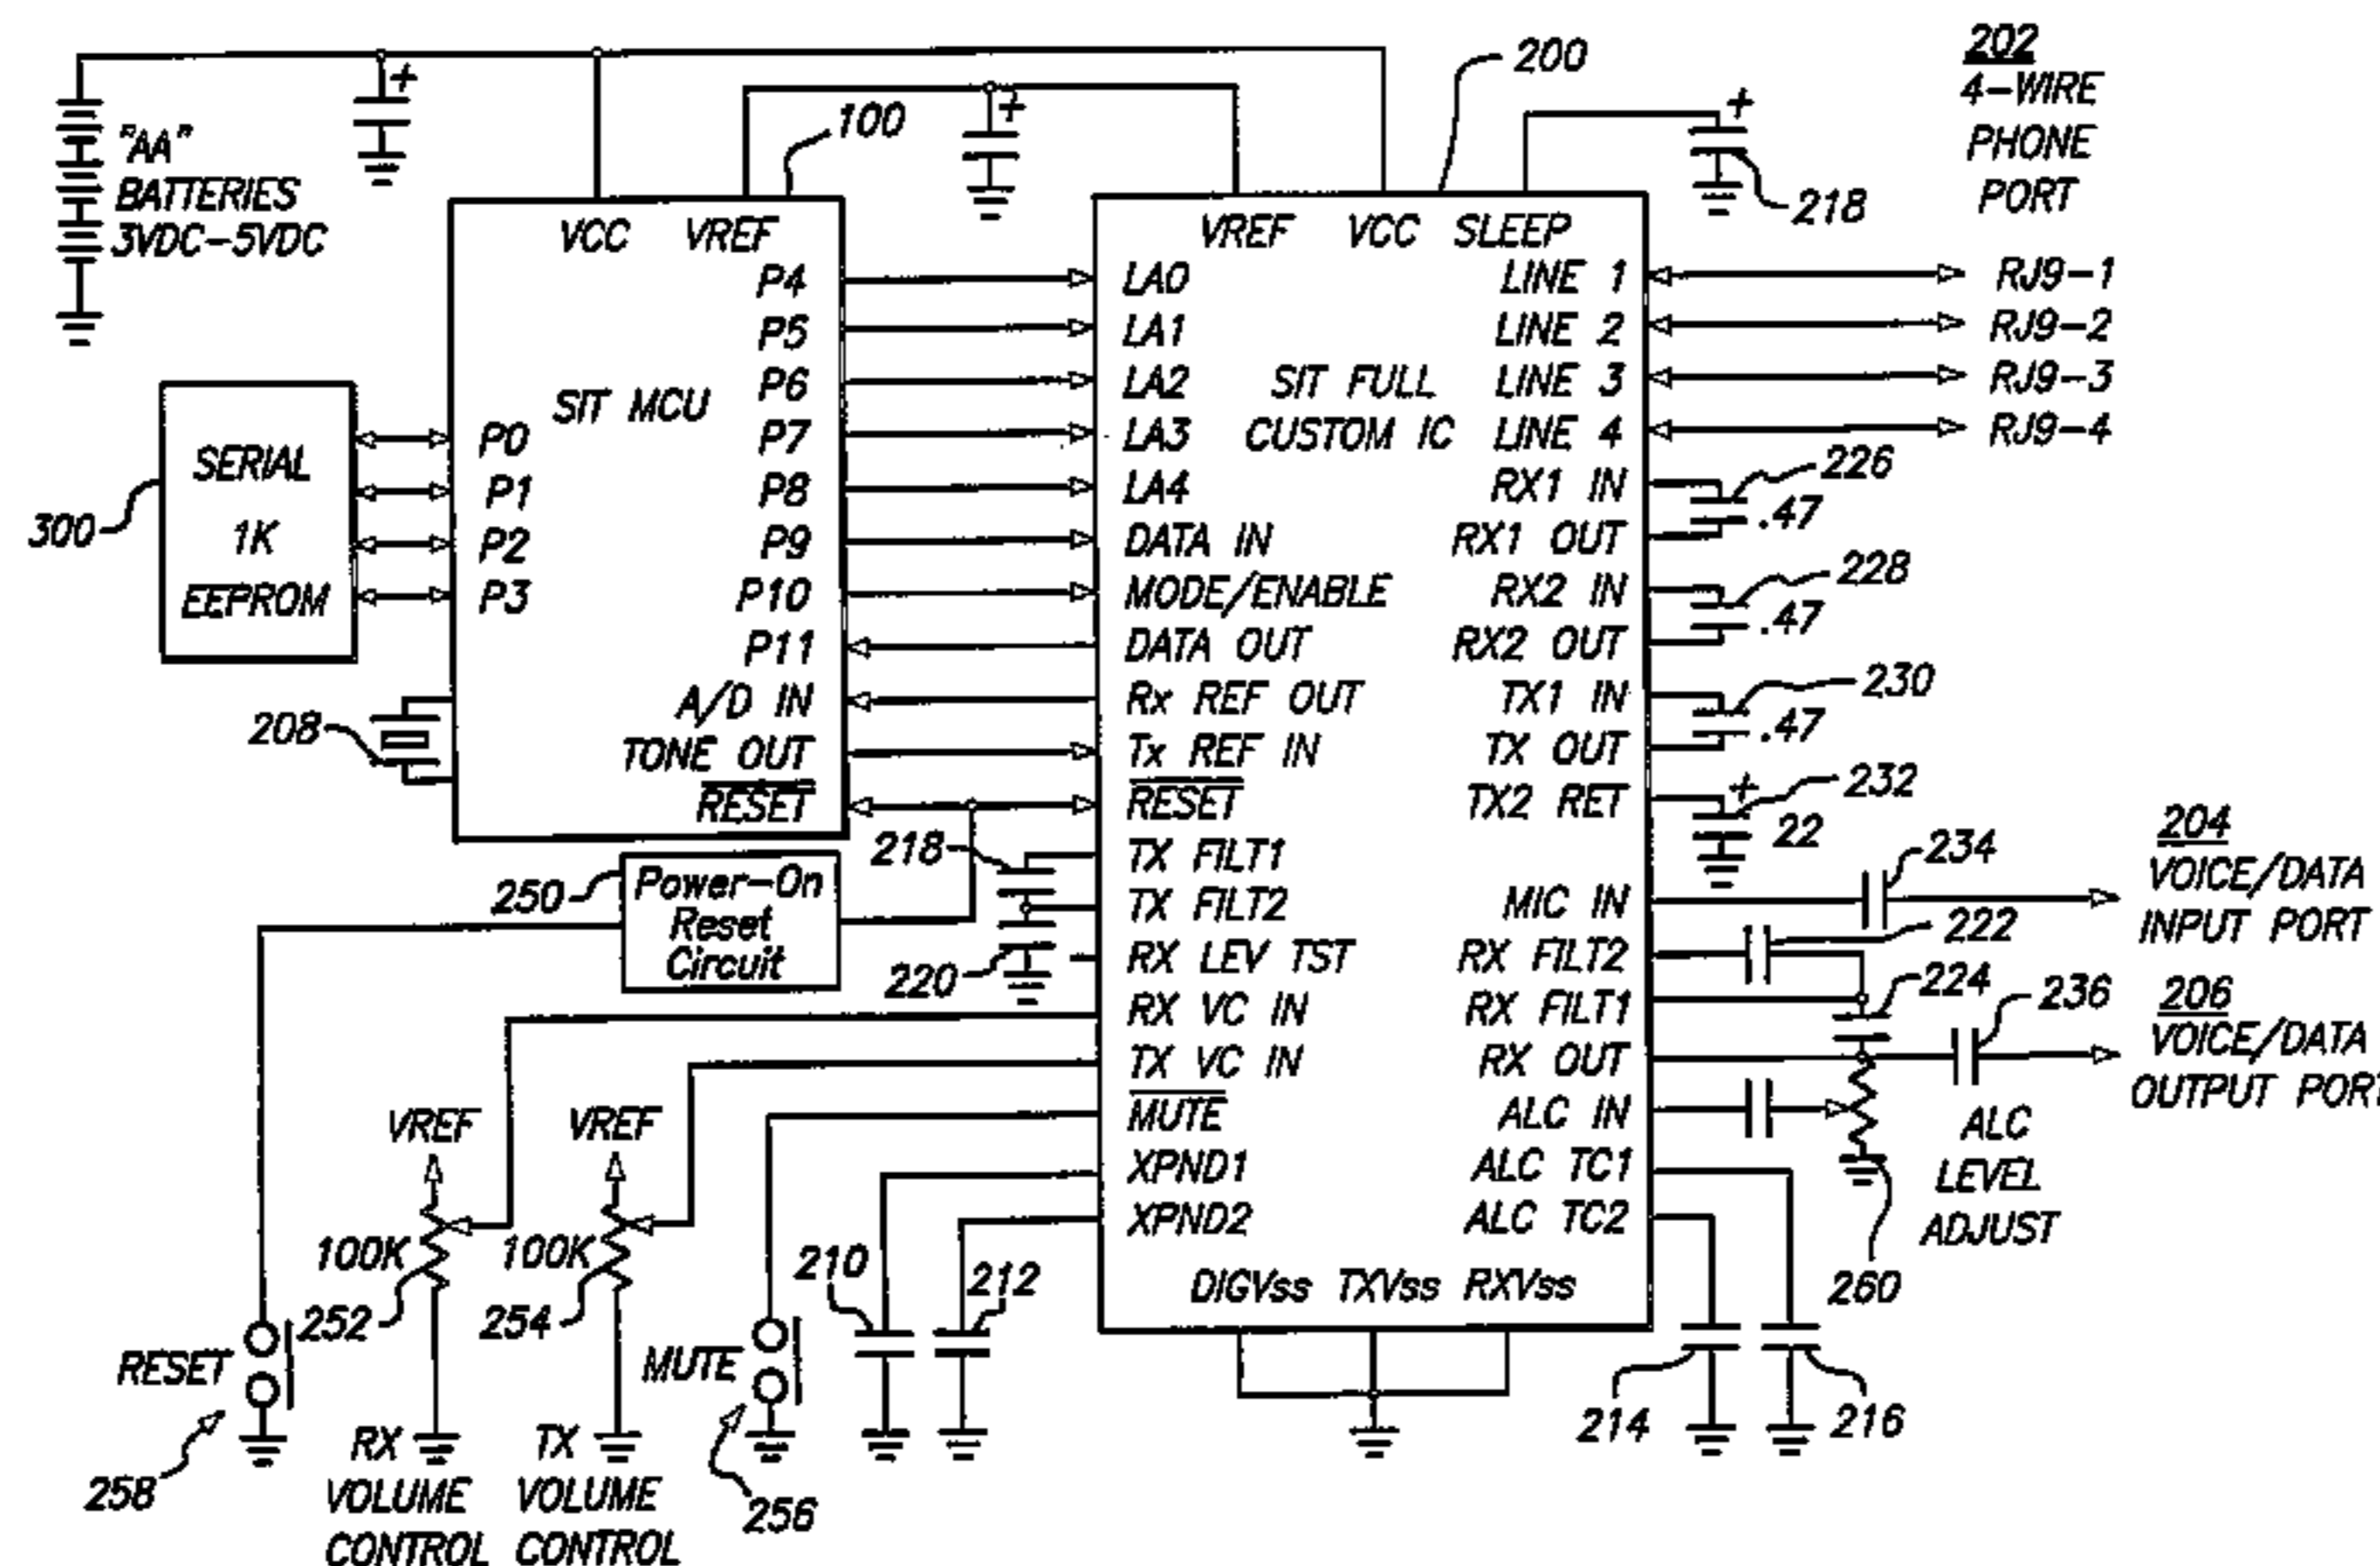 202
4-WIRE
PHONE
PORT
200
100
218
+
+
+
"AA"
BATTERIES
3VDC-5VDC
VCC VREF
SIT MCU
P4
P5
P6
P7
P8
P9
P10
P11
A/D IN
TONE OUT
RESET
P0
P1
P2
P3
SERIAL
1K
EEPROM
300
208
VREF VCC SLEEP
SIT FULL
CUSTOM IC
LA0
LA1
LA2
LA3
LA4
DATA IN
MODE/ENABLE
DATA OUT
Rx REF OUT
Tx REF IN
RESET
TX FILT1
TX FILT2
RX LEV TST
RX VC IN
TX VC IN
MUTE
XPND1
XPND2
LINE 1
LINE 2
LINE 3
LINE 4
RX1 IN
RX1 OUT
RX2 IN
RX2 OUT
TX1 IN
TX OUT
TX2 RET
MIC IN
RX FILT2
RX FILT1
RX OUT
ALC IN
ALC TC1
ALC TC2
DIGVss TXVss RXVss
RJ9-1
RJ9-2
RJ9-3
RJ9-4
226
.47
228
.47
230
.47
+
232
22
234
204
VOICE/DATA
INPUT PORT
222
224
236
206
VOICE/DATA
OUTPUT PORT
ALC
LEVEL
ADJUST
260
214
216
218
220
250
Power-On
Reset
Circuit
VREF
VREF
100K
100K
252
254
210
212
RESET
258
MUTE
256
RX
VOLUME
CONTROL
TX
VOLUME
CONTROL